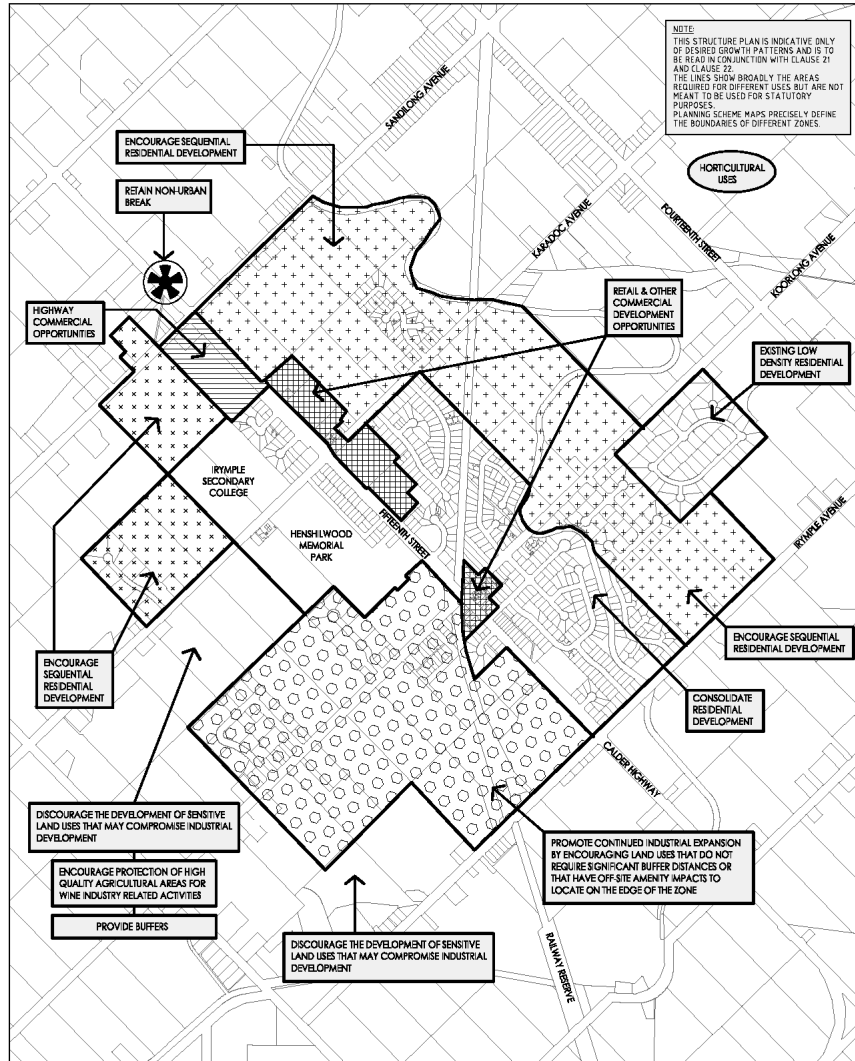 NOTE:
THIS STRUCTURE PLAN IS INDICATIVE ONLY
OF DESIRED GROWTH PATTERNS AND IS TO
BE READ IN CONJUNCTION WITH CLAUSE 21
AND CLAUSE 22.
THE LINES SHOW BROADLY THE AREAS
REQUIRED FOR DIFFERENT USES BUT ARE NOT
MEANT TO BE USED FOR STATUTORY
PURPOSES.
PLANNING SCHEME MAPS PRECISELY DEFINE
THE BOUNDARIES OF DIFFERENT ZONES.
SANDILONG AVENUE
ENCOURAGE SEQUENTIAL
RESIDENTIAL DEVELOPMENT
HORTICULTURAL
USES
RETAIN NON-URBAN
BREAK
KARADOC AVENUE
FOURTEENTH STREET
KOORLONG AVENUE
HIGHWAY
COMMERCIAL
OPPORTUNITIES
RETAIL & OTHER
COMMERCIAL
DEVELOPMENT
OPPORTUNITIES
EXISTING LOW
DENSITY RESIDENTIAL
DEVELOPMENT
IRYMPLE
SECONDARY
COLLEGE
HENSHILWOOD
MEMORIAL
PARK
FIFTEENTH STREET
IRYMPLE AVENUE
ENCOURAGE
SEQUENTIAL
RESIDENTIAL
DEVELOPMENT
ENCOURAGE SEQUENTIAL
RESIDENTIAL DEVELOPMENT
CONSOLIDATE
RESIDENTIAL
DEVELOPMENT
CALDER HIGHWAY
DISCOURAGE THE DEVELOPMENT OF SENSITIVE
LAND USES THAT MAY COMPROMISE INDUSTRIAL
DEVELOPMENT
ENCOURAGE PROTECTION OF HIGH
QUALITY AGRICULTURAL AREAS FOR
WINE INDUSTRY RELATED ACTIVITIES
PROVIDE BUFFERS
PROMOTE CONTINUED INDUSTRIAL EXPANSION
BY ENCOURAGING LAND USES THAT DO NOT
REQUIRE SIGNIFICANT BUFFER DISTANCES OR
THAT HAVE OFF-SITE AMENITY IMPACTS TO
LOCATE ON THE EDGE OF THE ZONE
DISCOURAGE THE DEVELOPMENT OF SENSITIVE
LAND USES THAT MAY COMPROMISE INDUSTRIAL
DEVELOPMENT
RAILWAY RESERVE